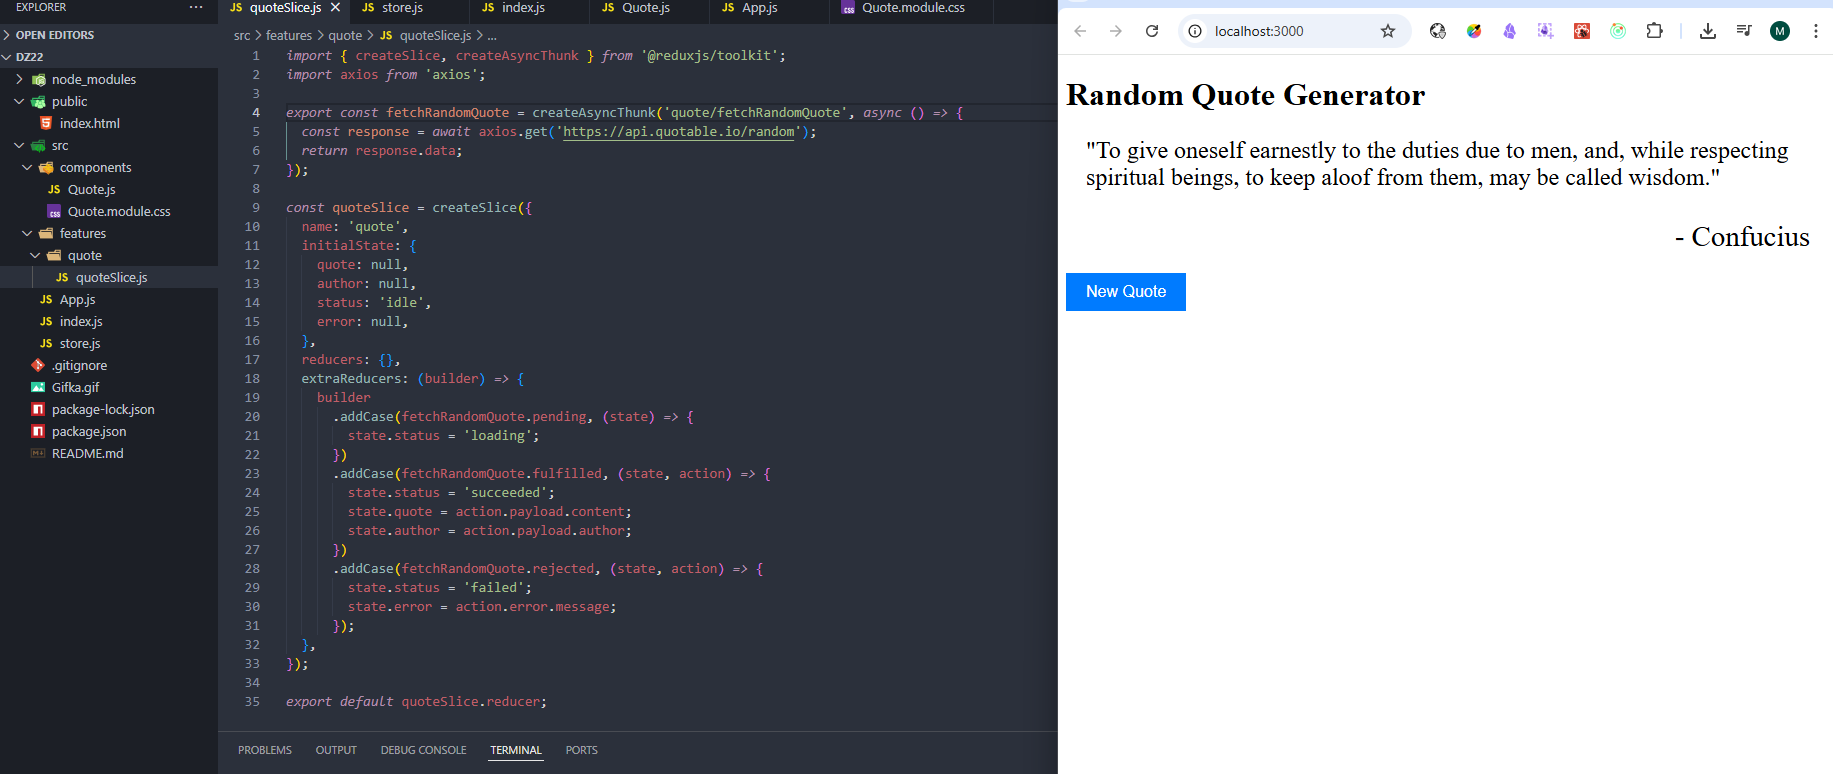 EXPLORER ···
OPEN EDITORS
DZ22
node_modules
public
index.html
src
components
Quote.js
Quote.module.css
features
quote
quoteSlice.js
App.js
index.js
store.js
.gitignore
Gifka.gif
package-lock.json
package.json
README.md
JS quoteSlice.js × JS store.js JS index.js JS Quote.js JS App.js css Quote.module.css
src > features > quote > JS quoteSlice.js > ...
1 import { createSlice, createAsyncThunk } from '@reduxjs/toolkit';
2 import axios from 'axios';
3
4 export const fetchRandomQuote = createAsyncThunk('quote/fetchRandomQuote', async () => {
5 const response = await axios.get('https://api.quotable.io/random');
6 return response.data;
7 });
8
9 const quoteSlice = createSlice({
10 name: 'quote',
11 initialState: {
12 quote: null,
13 author: null,
14 status: 'idle',
15 error: null,
16 },
17 reducers: {},
18 extraReducers: (builder) => {
19 builder
20 .addCase(fetchRandomQuote.pending, (state) => {
21 state.status = 'loading';
22 })
23 .addCase(fetchRandomQuote.fulfilled, (state, action) => {
24 state.status = 'succeeded';
25 state.quote = action.payload.content;
26 state.author = action.payload.author;
27 })
28 .addCase(fetchRandomQuote.rejected, (state, action) => {
29 state.status = 'failed';
30 state.error = action.error.message;
31 });
32 },
33 });
34
35 export default quoteSlice.reducer;
PROBLEMS OUTPUT DEBUG CONSOLE TERMINAL PORTS
localhost:3000
M
Random Quote Generator
"To give oneself earnestly to the duties due to men, and, while respecting
spiritual beings, to keep aloof from them, may be called wisdom."
- Confucius
New Quote